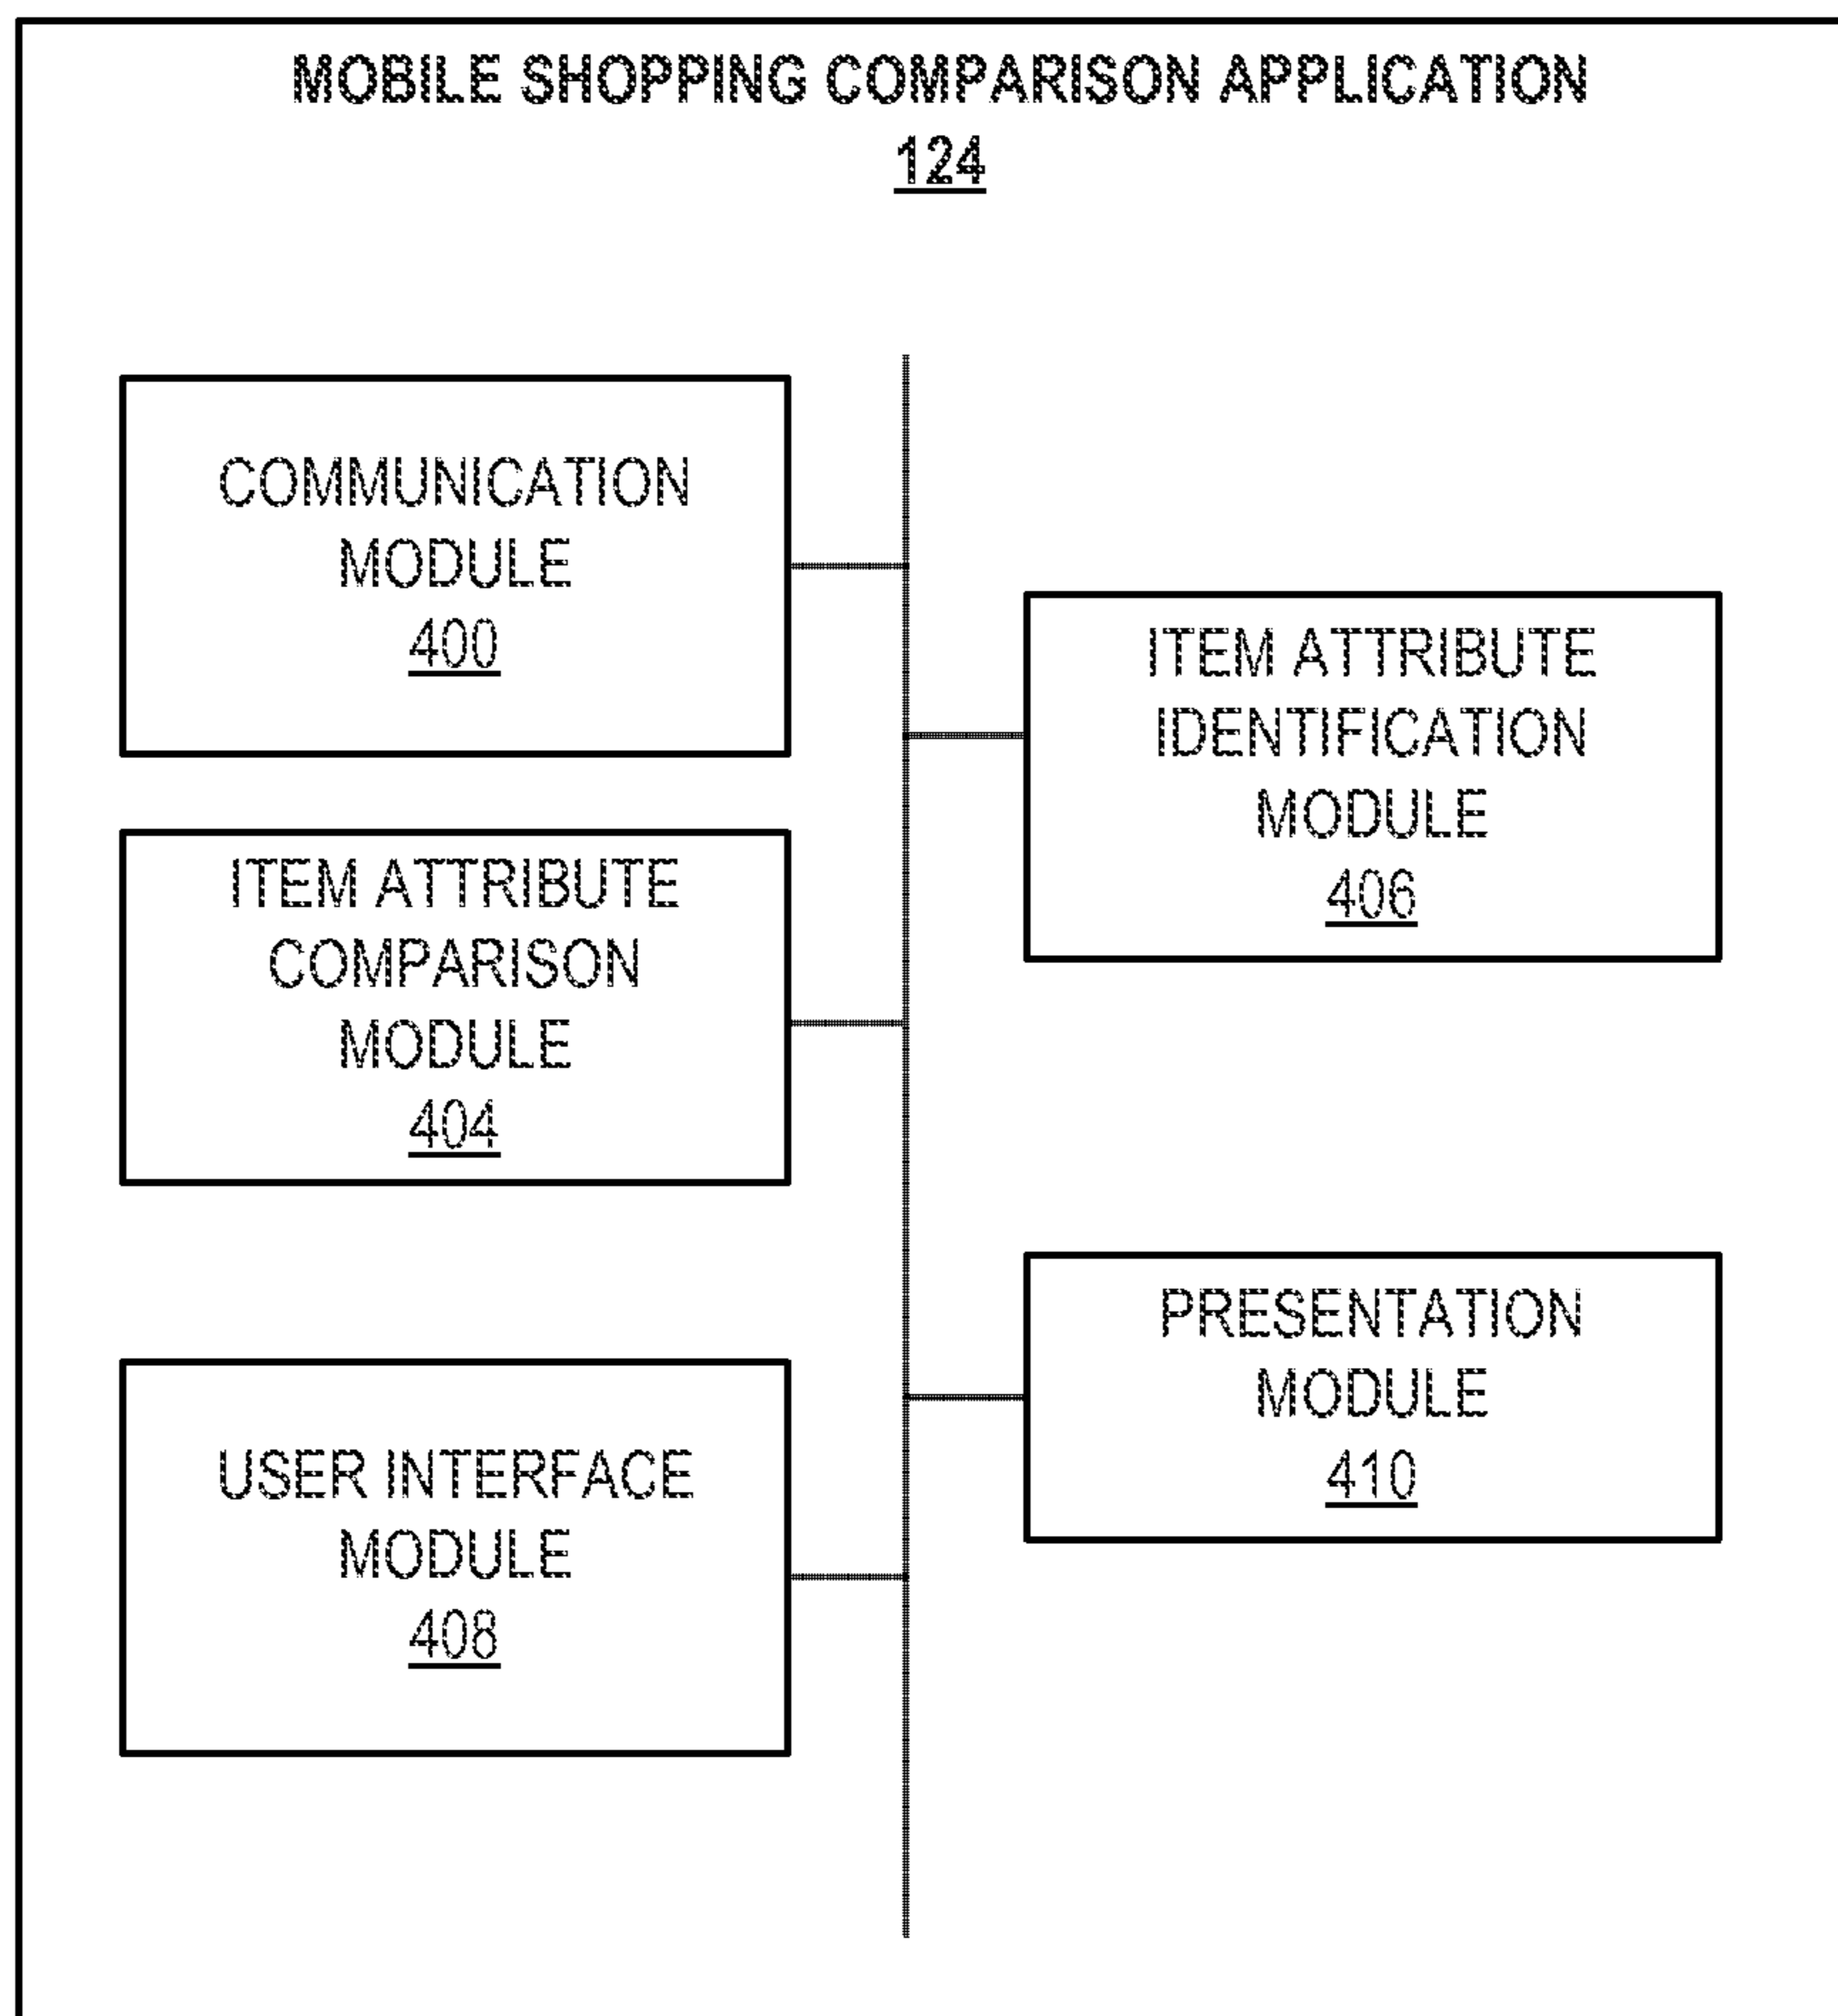 MOBILE SHOPPING COMPARISON APPLICATION
124
COMMUNICATION
MODULE
400
ITEM ATTRIBUTE
IDENTIFICATION
MODULE
406
ITEM ATTRIBUTE
COMPARISON
MODULE
404
PRESENTATION
MODULE
410
USER INTERFACE
MODULE
408